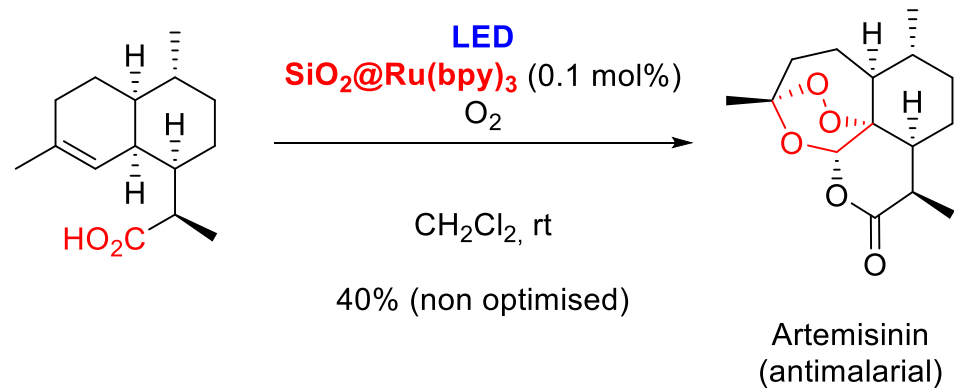 H
H
H
HO₂C
LED
SiO₂@Ru(bpy)₃ (0.1 mol%)
O₂
CH₂Cl₂, rt
40% (non optimised)
H
H
O
O
O
O
O
Artemisinin
(antimalarial)